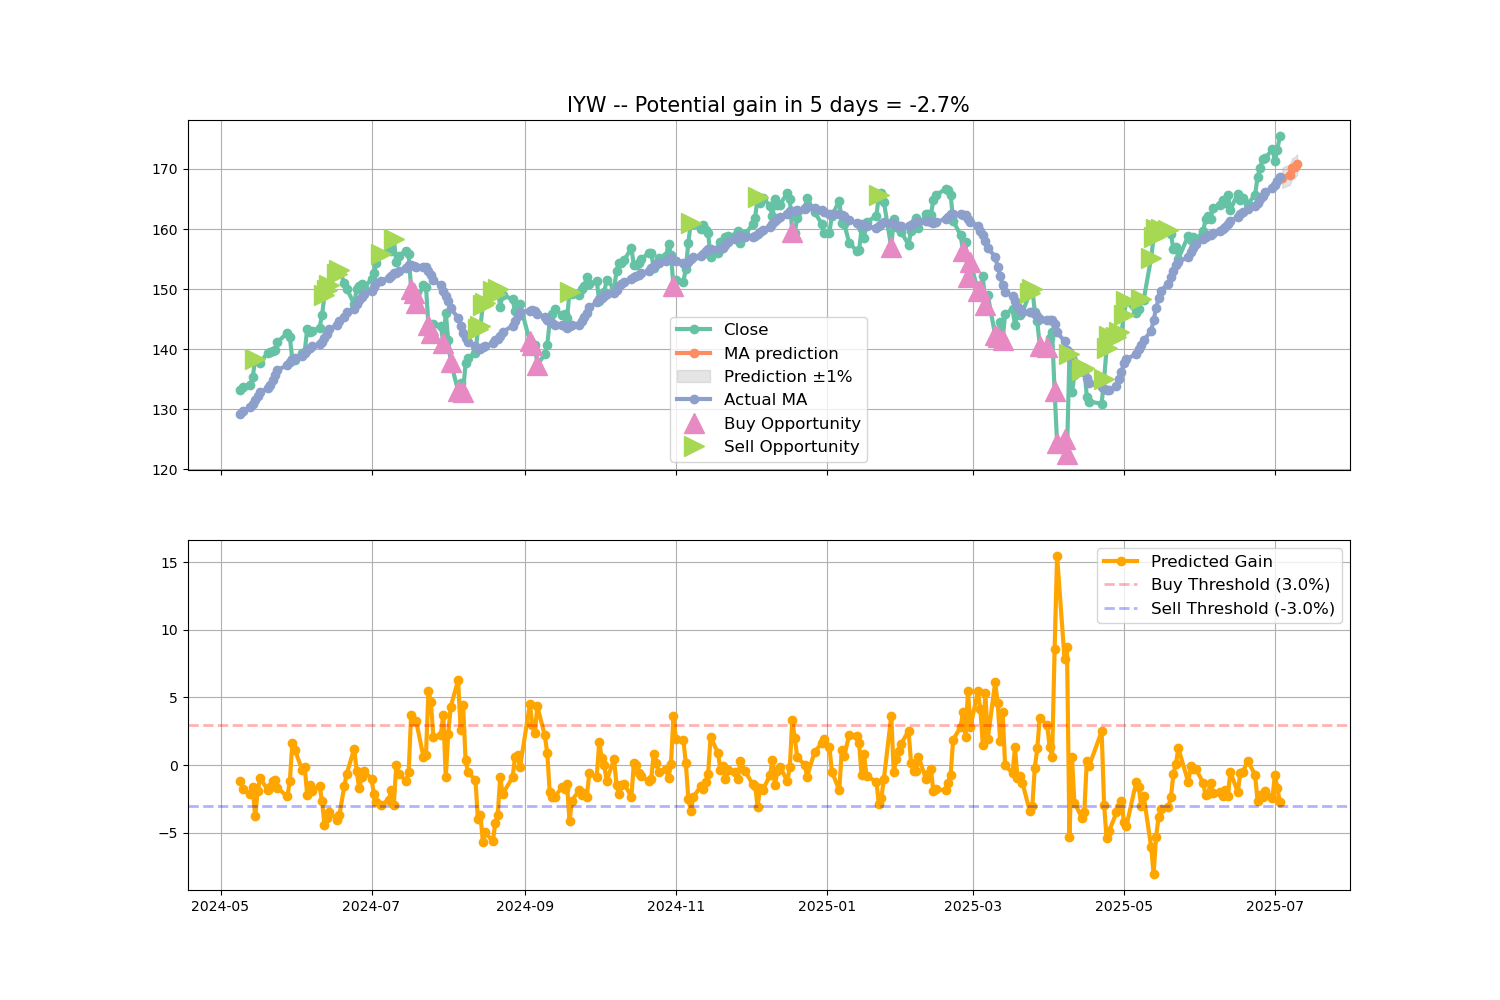 IYW -- Potential gain in 5 days = -2.7%
170
160
150
140
130
120
Close
MA prediction
Prediction ±1%
Actual MA
Buy Opportunity
Sell Opportunity
15
10
5
0
−5
Predicted Gain
Buy Threshold (3.0%)
Sell Threshold (-3.0%)
2024-05
2024-07
2024-09
2024-11
2025-01
2025-03
2025-05
2025-07